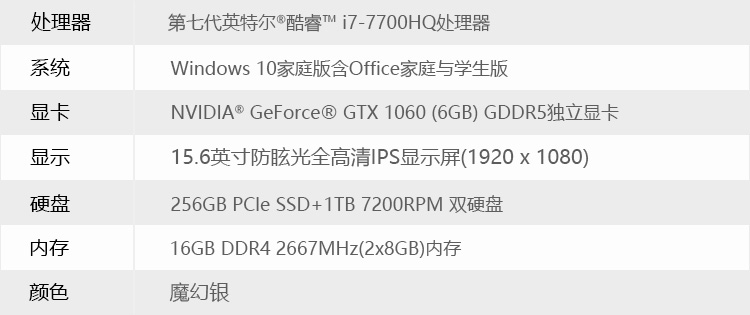 处理器 第七代英特尔®酷睿™ i7-7700HQ处理器
系统 Windows 10家庭版含Office家庭与学生版
显卡 NVIDIA® GeForce® GTX 1060 (6GB) GDDR5独立显卡
显示 15.6英寸防眩光全高清IPS显示屏(1920 x 1080)
硬盘 256GB PCIe SSD+1TB 7200RPM 双硬盘
内存 16GB DDR4 2667MHz(2x8GB)内存
颜色 魔幻银